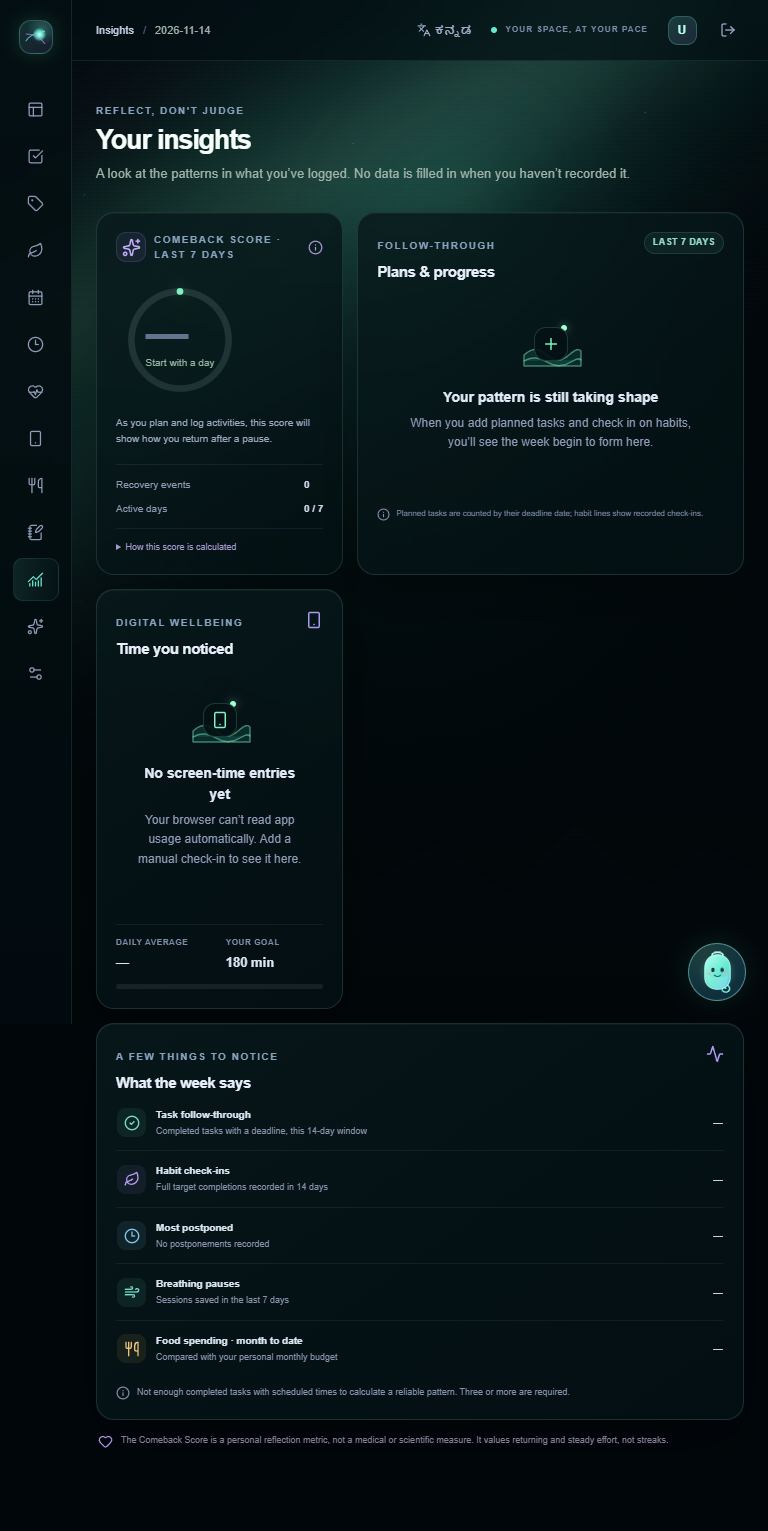 Insights / 2026-11-14
ಕನ್ನಡ
YOUR SPACE, AT YOUR PACE
U
REFLECT, DON'T JUDGE
Your insights
A look at the patterns in what you’ve logged. No data is filled in when you haven’t recorded it.
COMEBACK SCORE ·
LAST 7 DAYS
—
Start with a day
As you plan and log activities, this score will
show how you return after a pause.
Recovery events 0
Active days 0 / 7
How this score is calculated
FOLLOW-THROUGH
LAST 7 DAYS
Plans & progress
Your pattern is still taking shape
When you add planned tasks and check in on habits,
you’ll see the week begin to form here.
Planned tasks are counted by their deadline date; habit lines show recorded check-ins.
DIGITAL WELLBEING
Time you noticed
No screen-time entries
yet
Your browser can’t read app
usage automatically. Add a
manual check-in to see it here.
DAILY AVERAGE YOUR GOAL
— 180 min
A FEW THINGS TO NOTICE
What the week says
Task follow-through
Completed tasks with a deadline, this 14-day window
—
Habit check-ins
Full target completions recorded in 14 days
—
Most postponed
No postponements recorded
—
Breathing pauses
Sessions saved in the last 7 days
—
Food spending · month to date
Compared with your personal monthly budget
—
Not enough completed tasks with scheduled times to calculate a reliable pattern. Three or more are required.
The Comeback Score is a personal reflection metric, not a medical or scientific measure. It values returning and steady effort, not streaks.